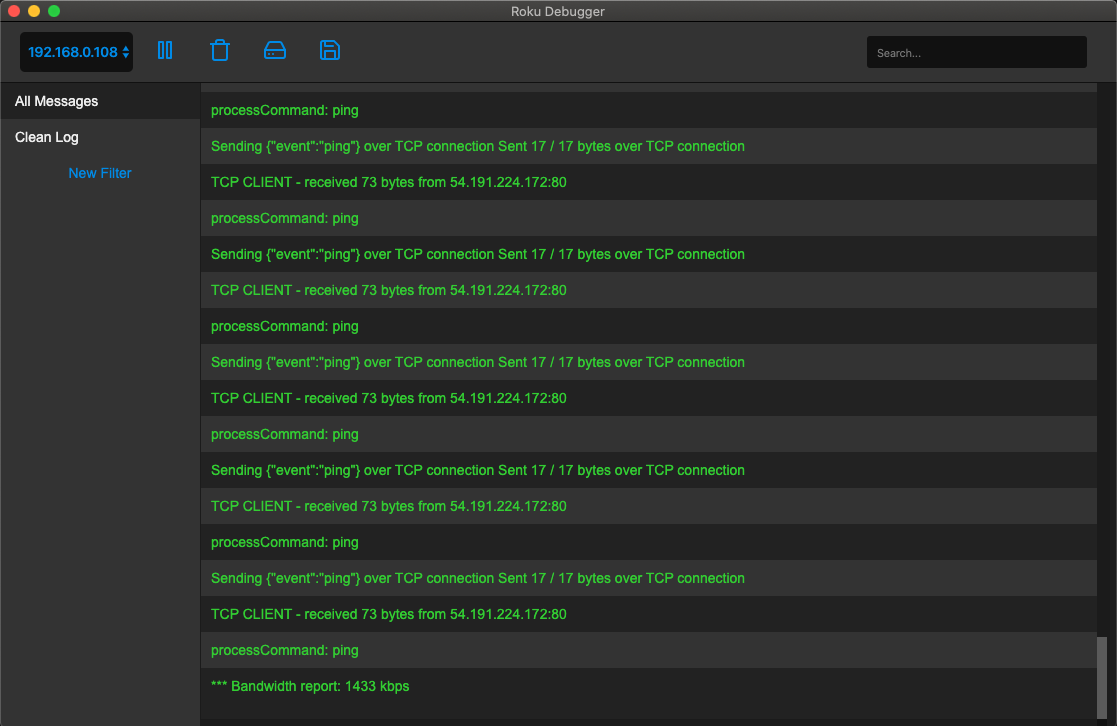 Roku Debugger
192.168.0.108
Search...
All Messages
Clean Log
New Filter
processCommand: ping
Sending {"event":"ping"} over TCP connection Sent 17 / 17 bytes over TCP connection
TCP CLIENT - received 73 bytes from 54.191.224.172:80
processCommand: ping
Sending {"event":"ping"} over TCP connection Sent 17 / 17 bytes over TCP connection
TCP CLIENT - received 73 bytes from 54.191.224.172:80
processCommand: ping
Sending {"event":"ping"} over TCP connection Sent 17 / 17 bytes over TCP connection
TCP CLIENT - received 73 bytes from 54.191.224.172:80
processCommand: ping
Sending {"event":"ping"} over TCP connection Sent 17 / 17 bytes over TCP connection
TCP CLIENT - received 73 bytes from 54.191.224.172:80
processCommand: ping
Sending {"event":"ping"} over TCP connection Sent 17 / 17 bytes over TCP connection
TCP CLIENT - received 73 bytes from 54.191.224.172:80
processCommand: ping
*** Bandwidth report: 1433 kbps